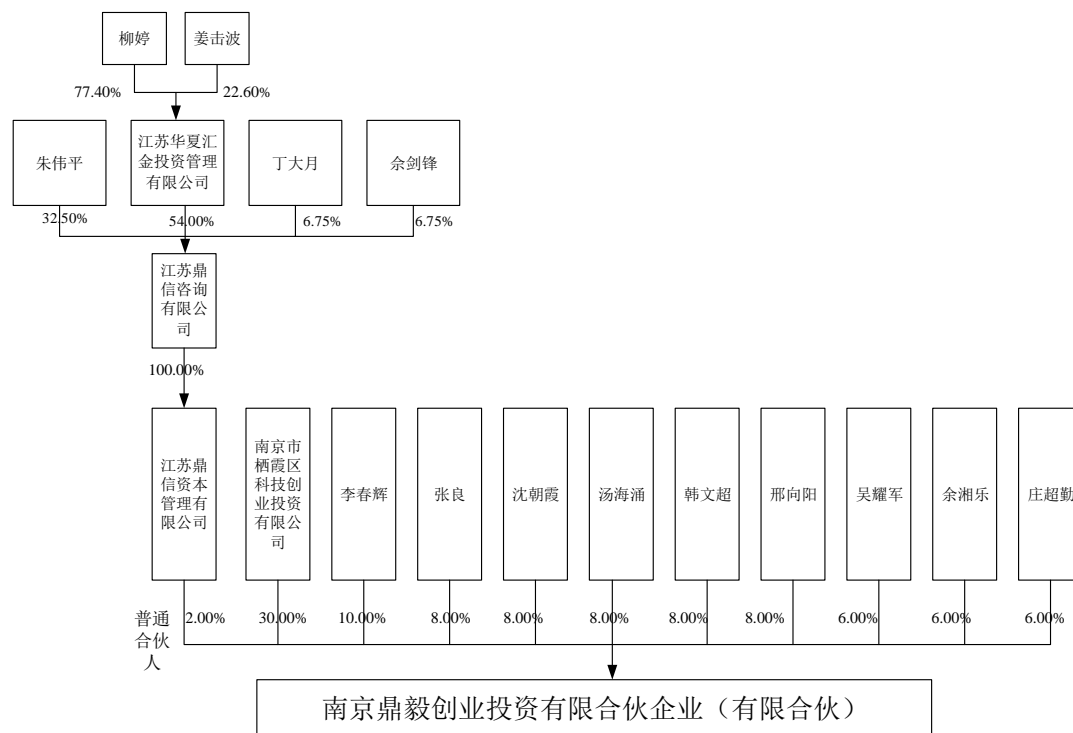 柳婷
姜击波
77.40%
22.60%
朱伟平
江苏华夏汇
金投资管理
有限公司
丁大月
佘剑锋
32.50%
54.00%
6.75%
6.75%
江苏鼎
信咨询
有限公
司
100.00%
江苏鼎
信资本
管理有
限公司
南京市
栖霞区
科技创
业投资
有限公
司
李春辉
张良
沈朝霞
汤海涌
韩文超
邢向阳
吴耀军
余湘乐
庄超勤
普通
合伙
人
2.00%
30.00%
10.00%
8.00%
8.00%
8.00%
8.00%
8.00%
6.00%
6.00%
6.00%
南京鼎毅创业投资有限合伙企业（有限合伙）